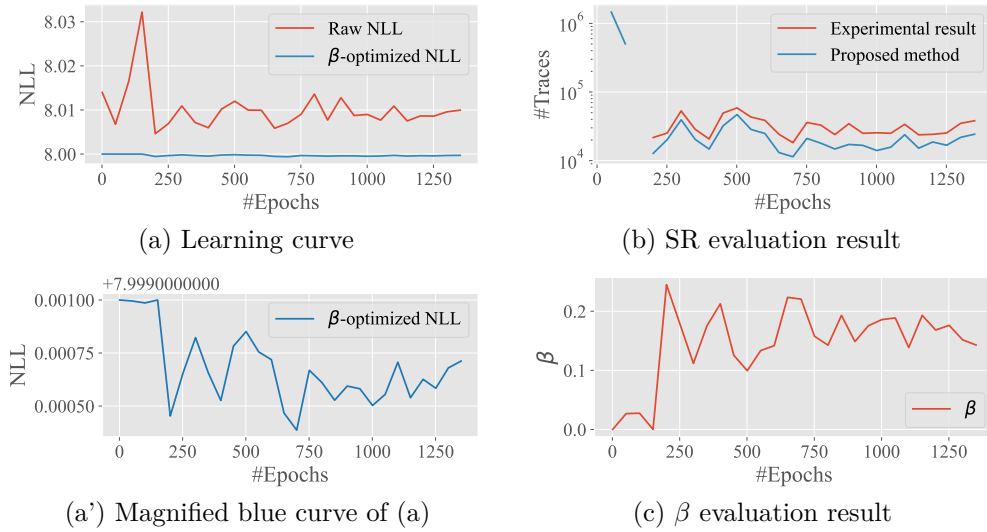 8.03
8.02
8.01
8.00
NLL
Raw NLL
β-optimized NLL
0 250 500 750 1000 1250
#Epochs
(a) Learning curve
10^6
10^5
10^4
#Traces
Experimental result
Proposed method
0 250 500 750 1000 1250
#Epochs
(b) SR evaluation result
+7.9990000000
0.00100
0.00075
0.00050
NLL
β-optimized NLL
0 250 500 750 1000 1250
#Epochs
(a') Magnified blue curve of (a)
0.2
0.1
0.0
β
β
0 250 500 750 1000 1250
#Epochs
(c) β evaluation result